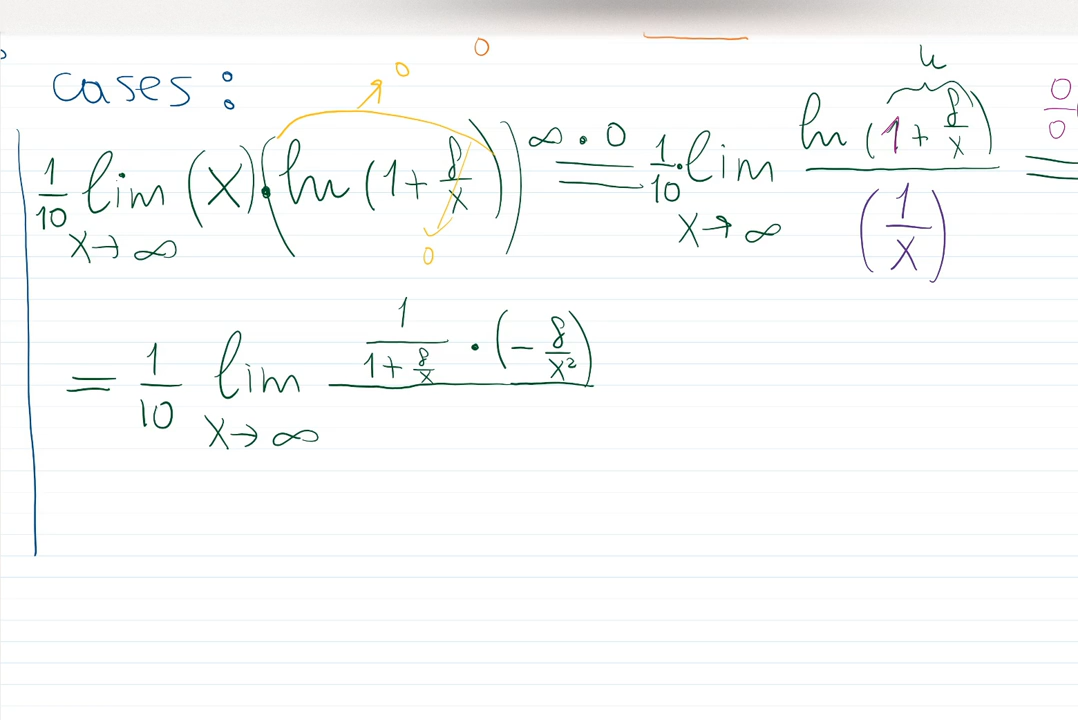 0
cases :
0
1/10 lim x→∞ (x)·(ln (1 + 8/x)) ∞·0 = 1/10 · lim x→∞ ln (1 + 8/x) / (1/x) 0/0 =
u
0
= 1/10 lim x→∞ 1/(1 + 8/x) · (− 8/x²)